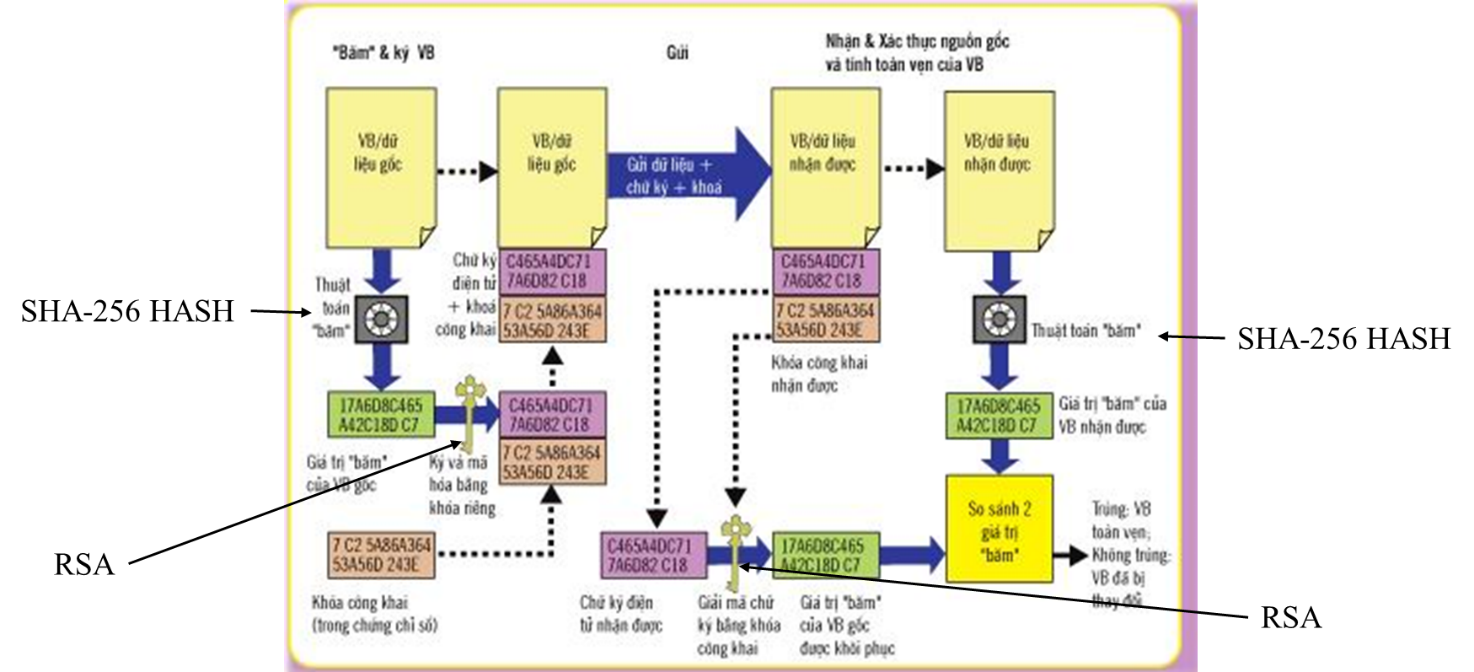 "Băm" & ký VB
Gửi
Nhận & Xác thực nguồn gốc
và tính toàn vẹn của VB
VB/dữ
liệu gốc
VB/dữ
liệu gốc
Gửi dữ liệu +
chữ ký + khoá
VB/dữ liệu
nhận được
VB/dữ liệu
nhận được
Thuật
toán
"băm"
SHA-256 HASH
Chữ ký
điện tử
+ khoá
công khai
C465A4DC71
7A6D82 C18
7 C2 5A86A364
53A56D 243E
C465A4DC71
7A6D82 C18
7 C2 5A86A364
53A56D 243E
Khóa công khai
nhận được
Thuật toán "băm"
SHA-256 HASH
17A6D8C465
A42C18D C7
Giá trị "băm"
của VB gốc
Ký và mã
hóa bằng
khóa riêng
C465A4DC71
7A6D82 C18
7 C2 5A86A364
53A56D 243E
17A6D8C465
A42C18D C7
Giá trị "băm" của
VB nhận được
RSA
7 C2 5A86A364
53A56D 243E
Khóa công khai
(trong chứng chỉ số)
C465A4DC71
7A6D82 C18
Chữ ký điện
tử nhận được
Giải mã chữ
ký bằng khóa
công khai
17A6D8C465
A42C18D C7
Giá trị "băm"
của VB gốc
được khôi phục
So sánh 2
giá trị
"băm"
Trùng: VB
toàn vẹn;
Không trùng:
VB đã bị
thay đổi
RSA